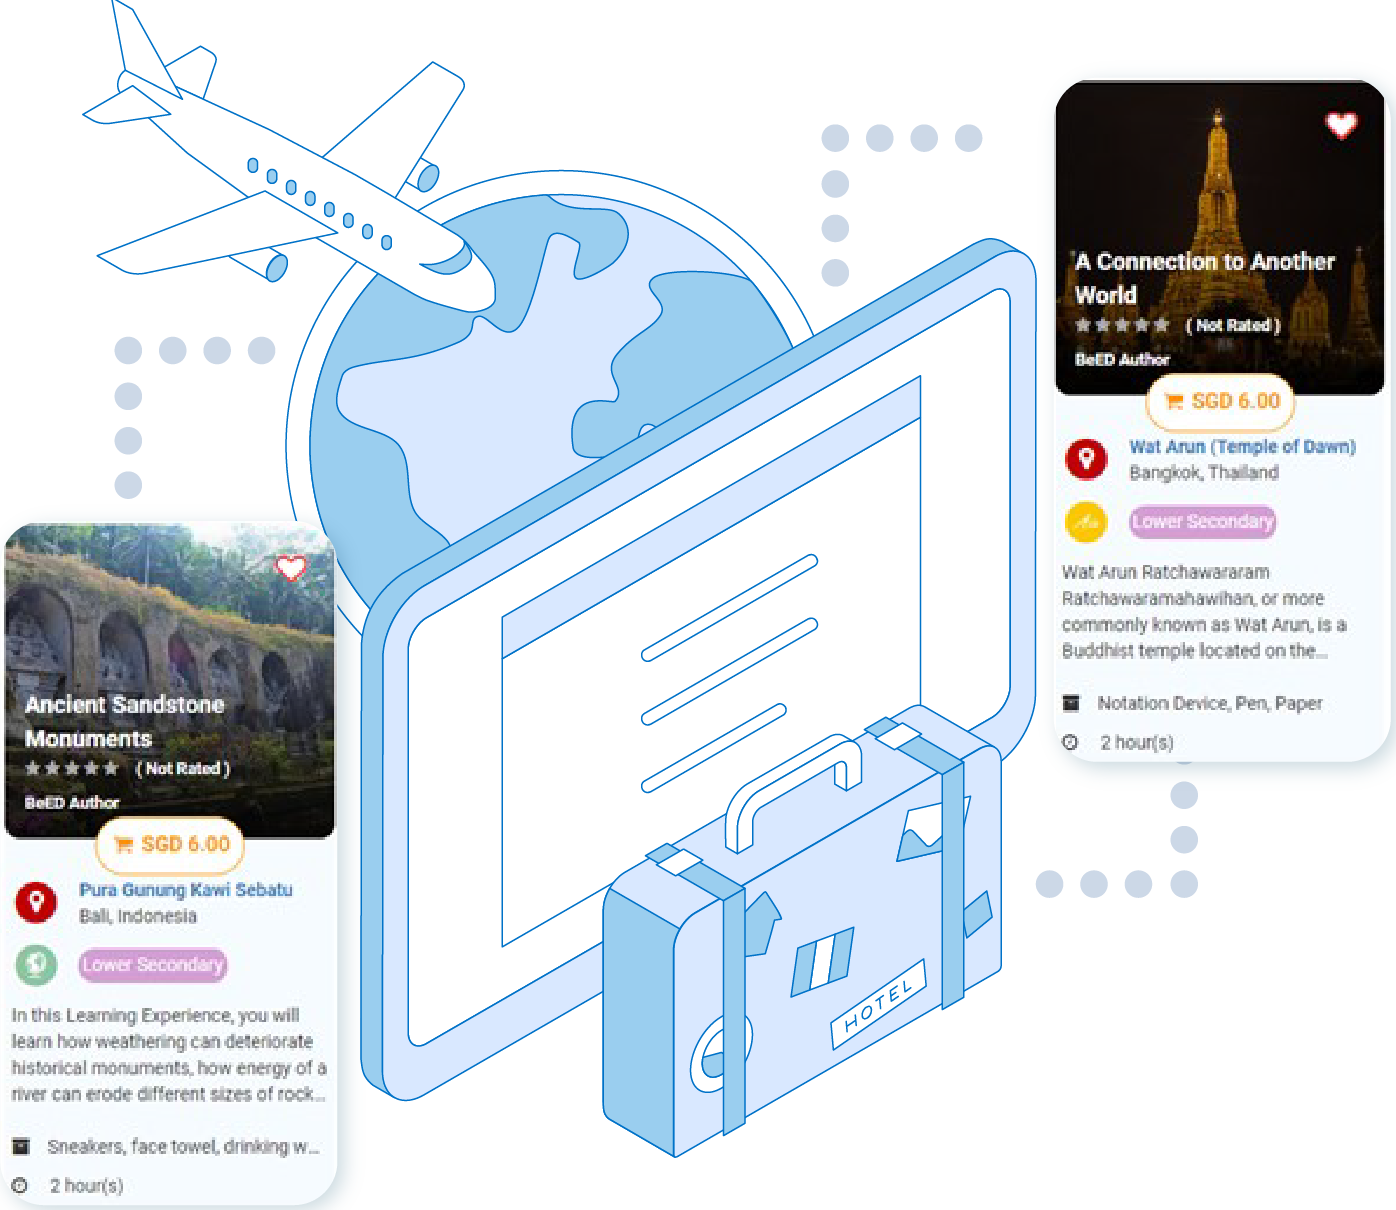 A Connection to Another
World
( Not Rated )
BeED Author
SGD 6.00
Wat Arun (Temple of Dawn)
Bangkok, Thailand
Lower Secondary
Wat Arun Ratchawararam
Ratchawaramahawihan, or more
commonly known as Wat Arun, is a
Buddhist temple located on the...
Notation Device, Pen, Paper
2 hour(s)
Ancient Sandstone
Monuments
( Not Rated )
BeED Author
SGD 6.00
Pura Gunung Kawi Sebatu
Bali, Indonesia
Lower Secondary
In this Learning Experience, you will
learn how weathering can deteriorate
historical monuments, how energy of a
river can erode different sizes of rock...
Sneakers, face towel, drinking w...
2 hour(s)
HOTEL